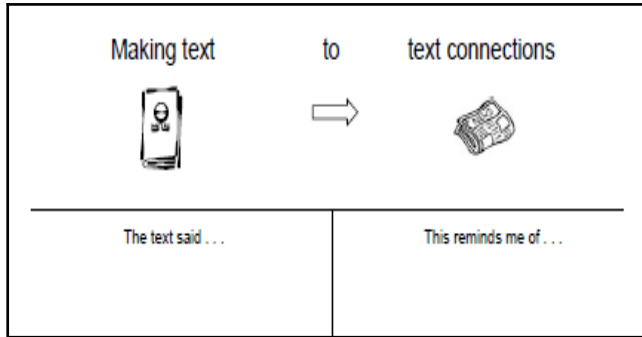 Making text to text connections
The text said . . .
This reminds me of . . .